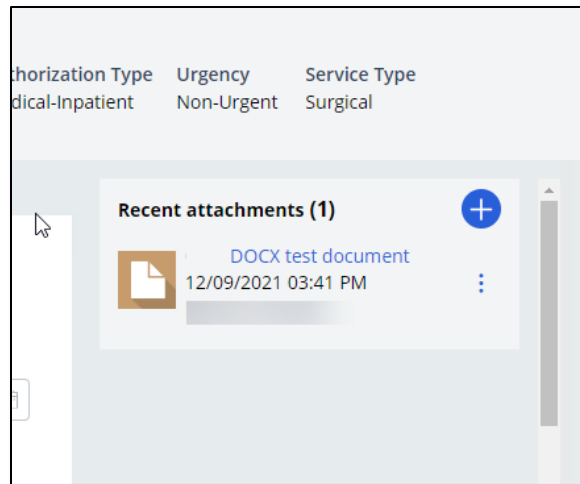 thorization Type Urgency Service Type
dical-Inpatient Non-Urgent Surgical
Recent attachments (1)
DOCX test document
12/09/2021 03:41 PM